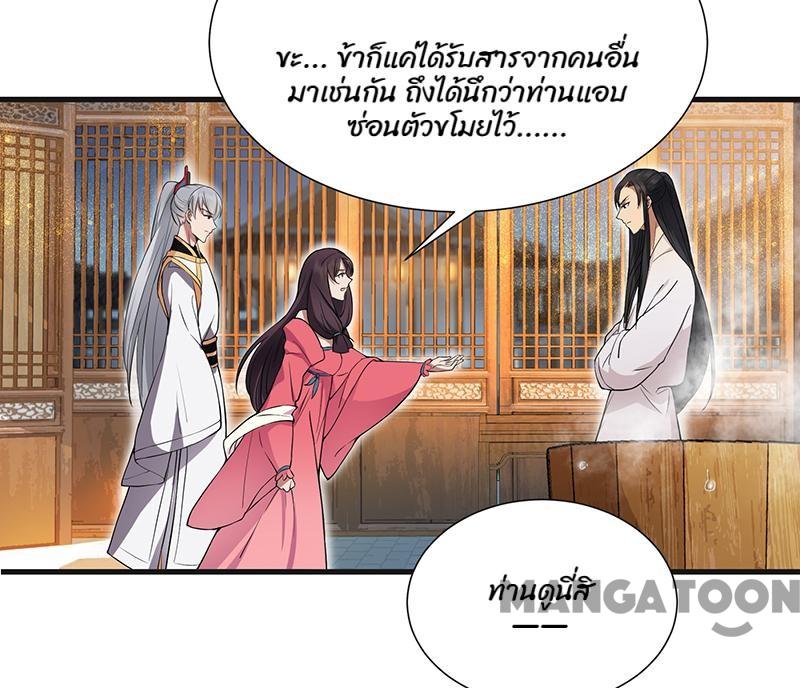 ขะ... ข้าก็แค่ได้รับสารจากคนอื่น
มาเช่นกัน ถึงได้นึกว่าท่านแอบ
ซ่อนตัวขโมยไว้......
ท่านดูนี่สิ
——
MANGATOON